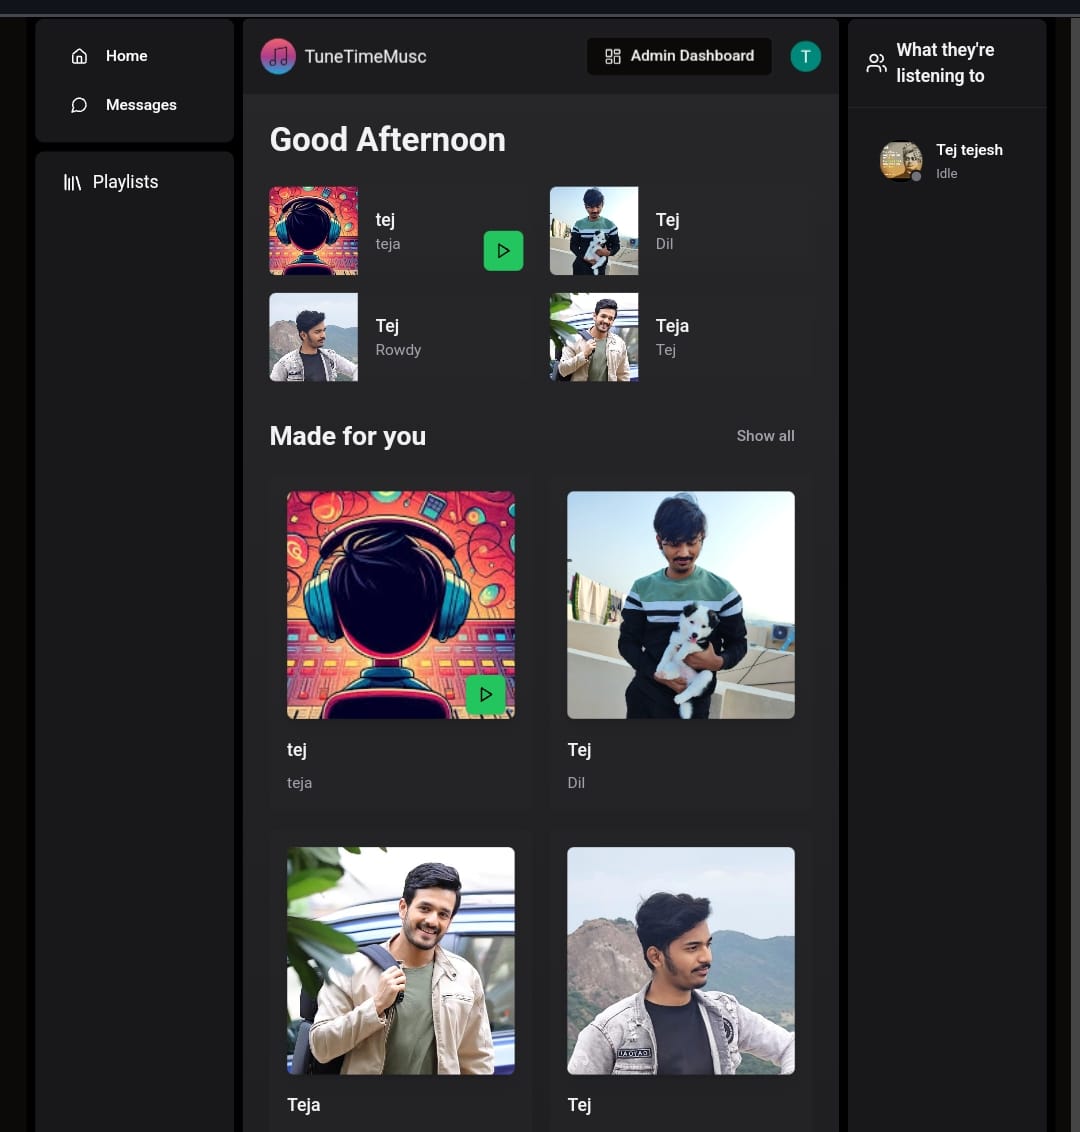 Home
Messages
Playlists
TuneTimeMusc
Admin Dashboard
T
Good Afternoon
tej
teja
Tej
Dil
Tej
Rowdy
Teja
Tej
Made for you
Show all
tej
teja
Tej
Dil
Teja
Tej
What they're
listening to
Tej tejesh
Idle